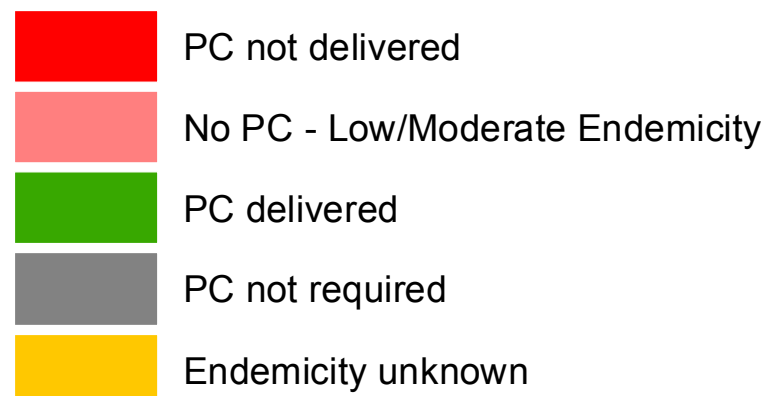 PC not delivered
No PC - Low/Moderate Endemicity
PC delivered
PC not required
Endemicity unknown